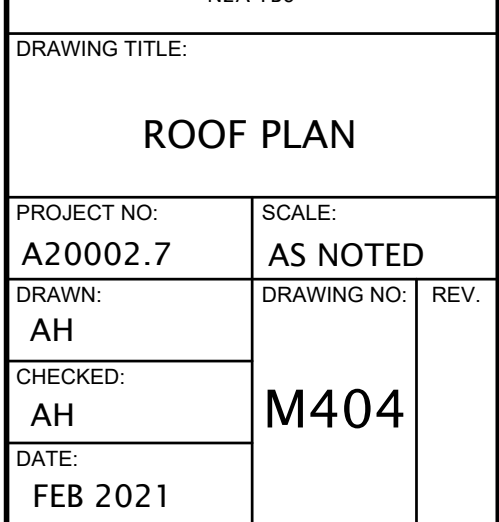 DRAWING TITLE:
ROOF PLAN
PROJECT NO:
A20002.7
SCALE:
AS NOTED
DRAWN:
AH
CHECKED:
AH
DATE:
FEB 2021
DRAWING NO:
M404
REV.